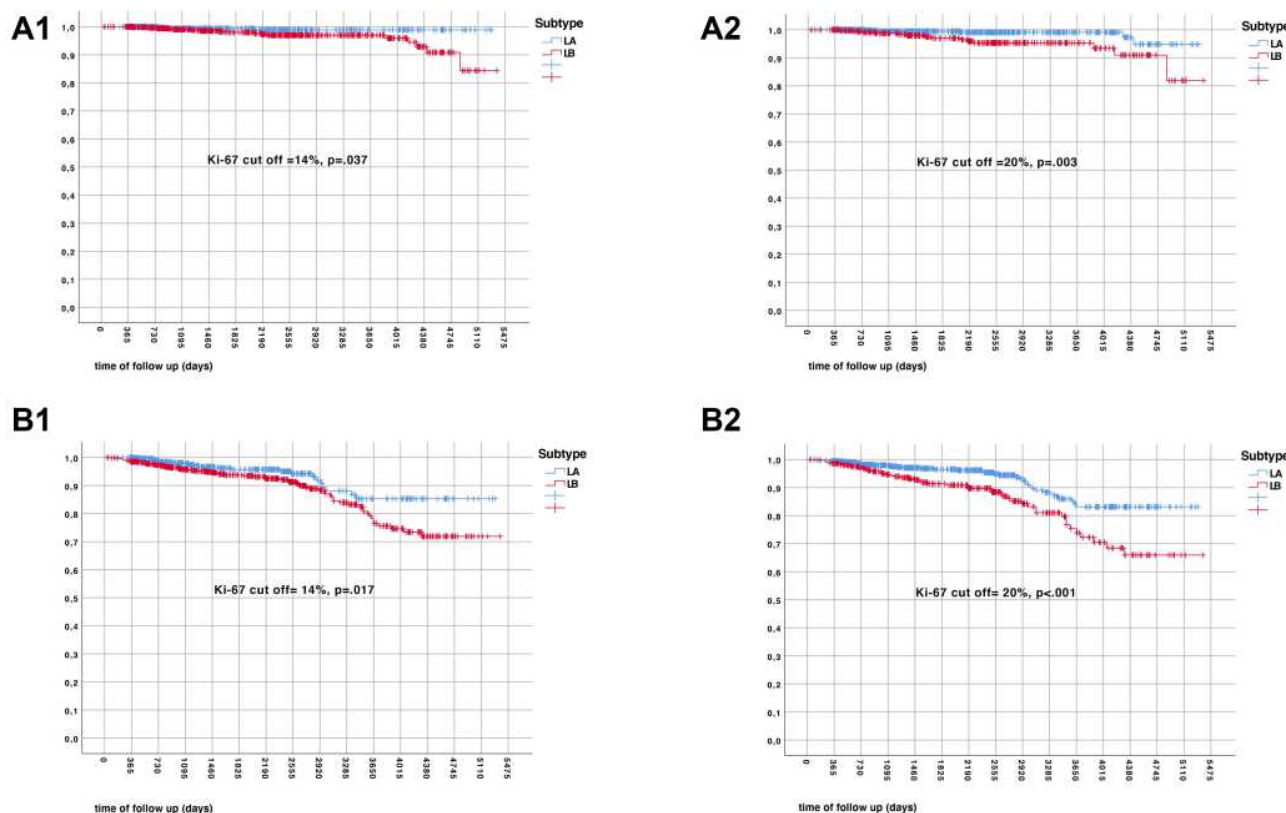 A1
1,0
0,9
0,8
0,7
0,6
0,5
0,4
0,3
0,2
0,1
0,0
Ki-67 cut off =14%, p=.037
Subtype
LA
LB
0 365 730 1095 1460 1825 2190 2555 2920 3285 3650 4015 4380 4745 5110 5475
time of follow up (days)
A2
1,0
0,9
0,8
0,7
0,6
0,5
0,4
0,3
0,2
0,1
0,0
Ki-67 cut off =20%, p=.003
Subtype
LA
LB
0 365 730 1095 1460 1825 2190 2555 2920 3285 3650 4015 4380 4745 5110 5475
time of follow up (days)
B1
1,0
0,9
0,8
0,7
0,6
0,5
0,4
0,3
0,2
0,1
0,0
Ki-67 cut off= 14%, p=.017
Subtype
LA
LB
0 365 730 1095 1460 1825 2190 2555 2920 3285 3650 4015 4380 4745 5110 5475
time of follow up (days)
B2
1,0
0,9
0,8
0,7
0,6
0,5
0,4
0,3
0,2
0,1
0,0
Ki-67 cut off= 20%, p<.001
Subtype
LA
LB
0 365 730 1095 1460 1825 2190 2555 2920 3285 3650 4015 4380 4745 5110 5475
time of follow up (days)